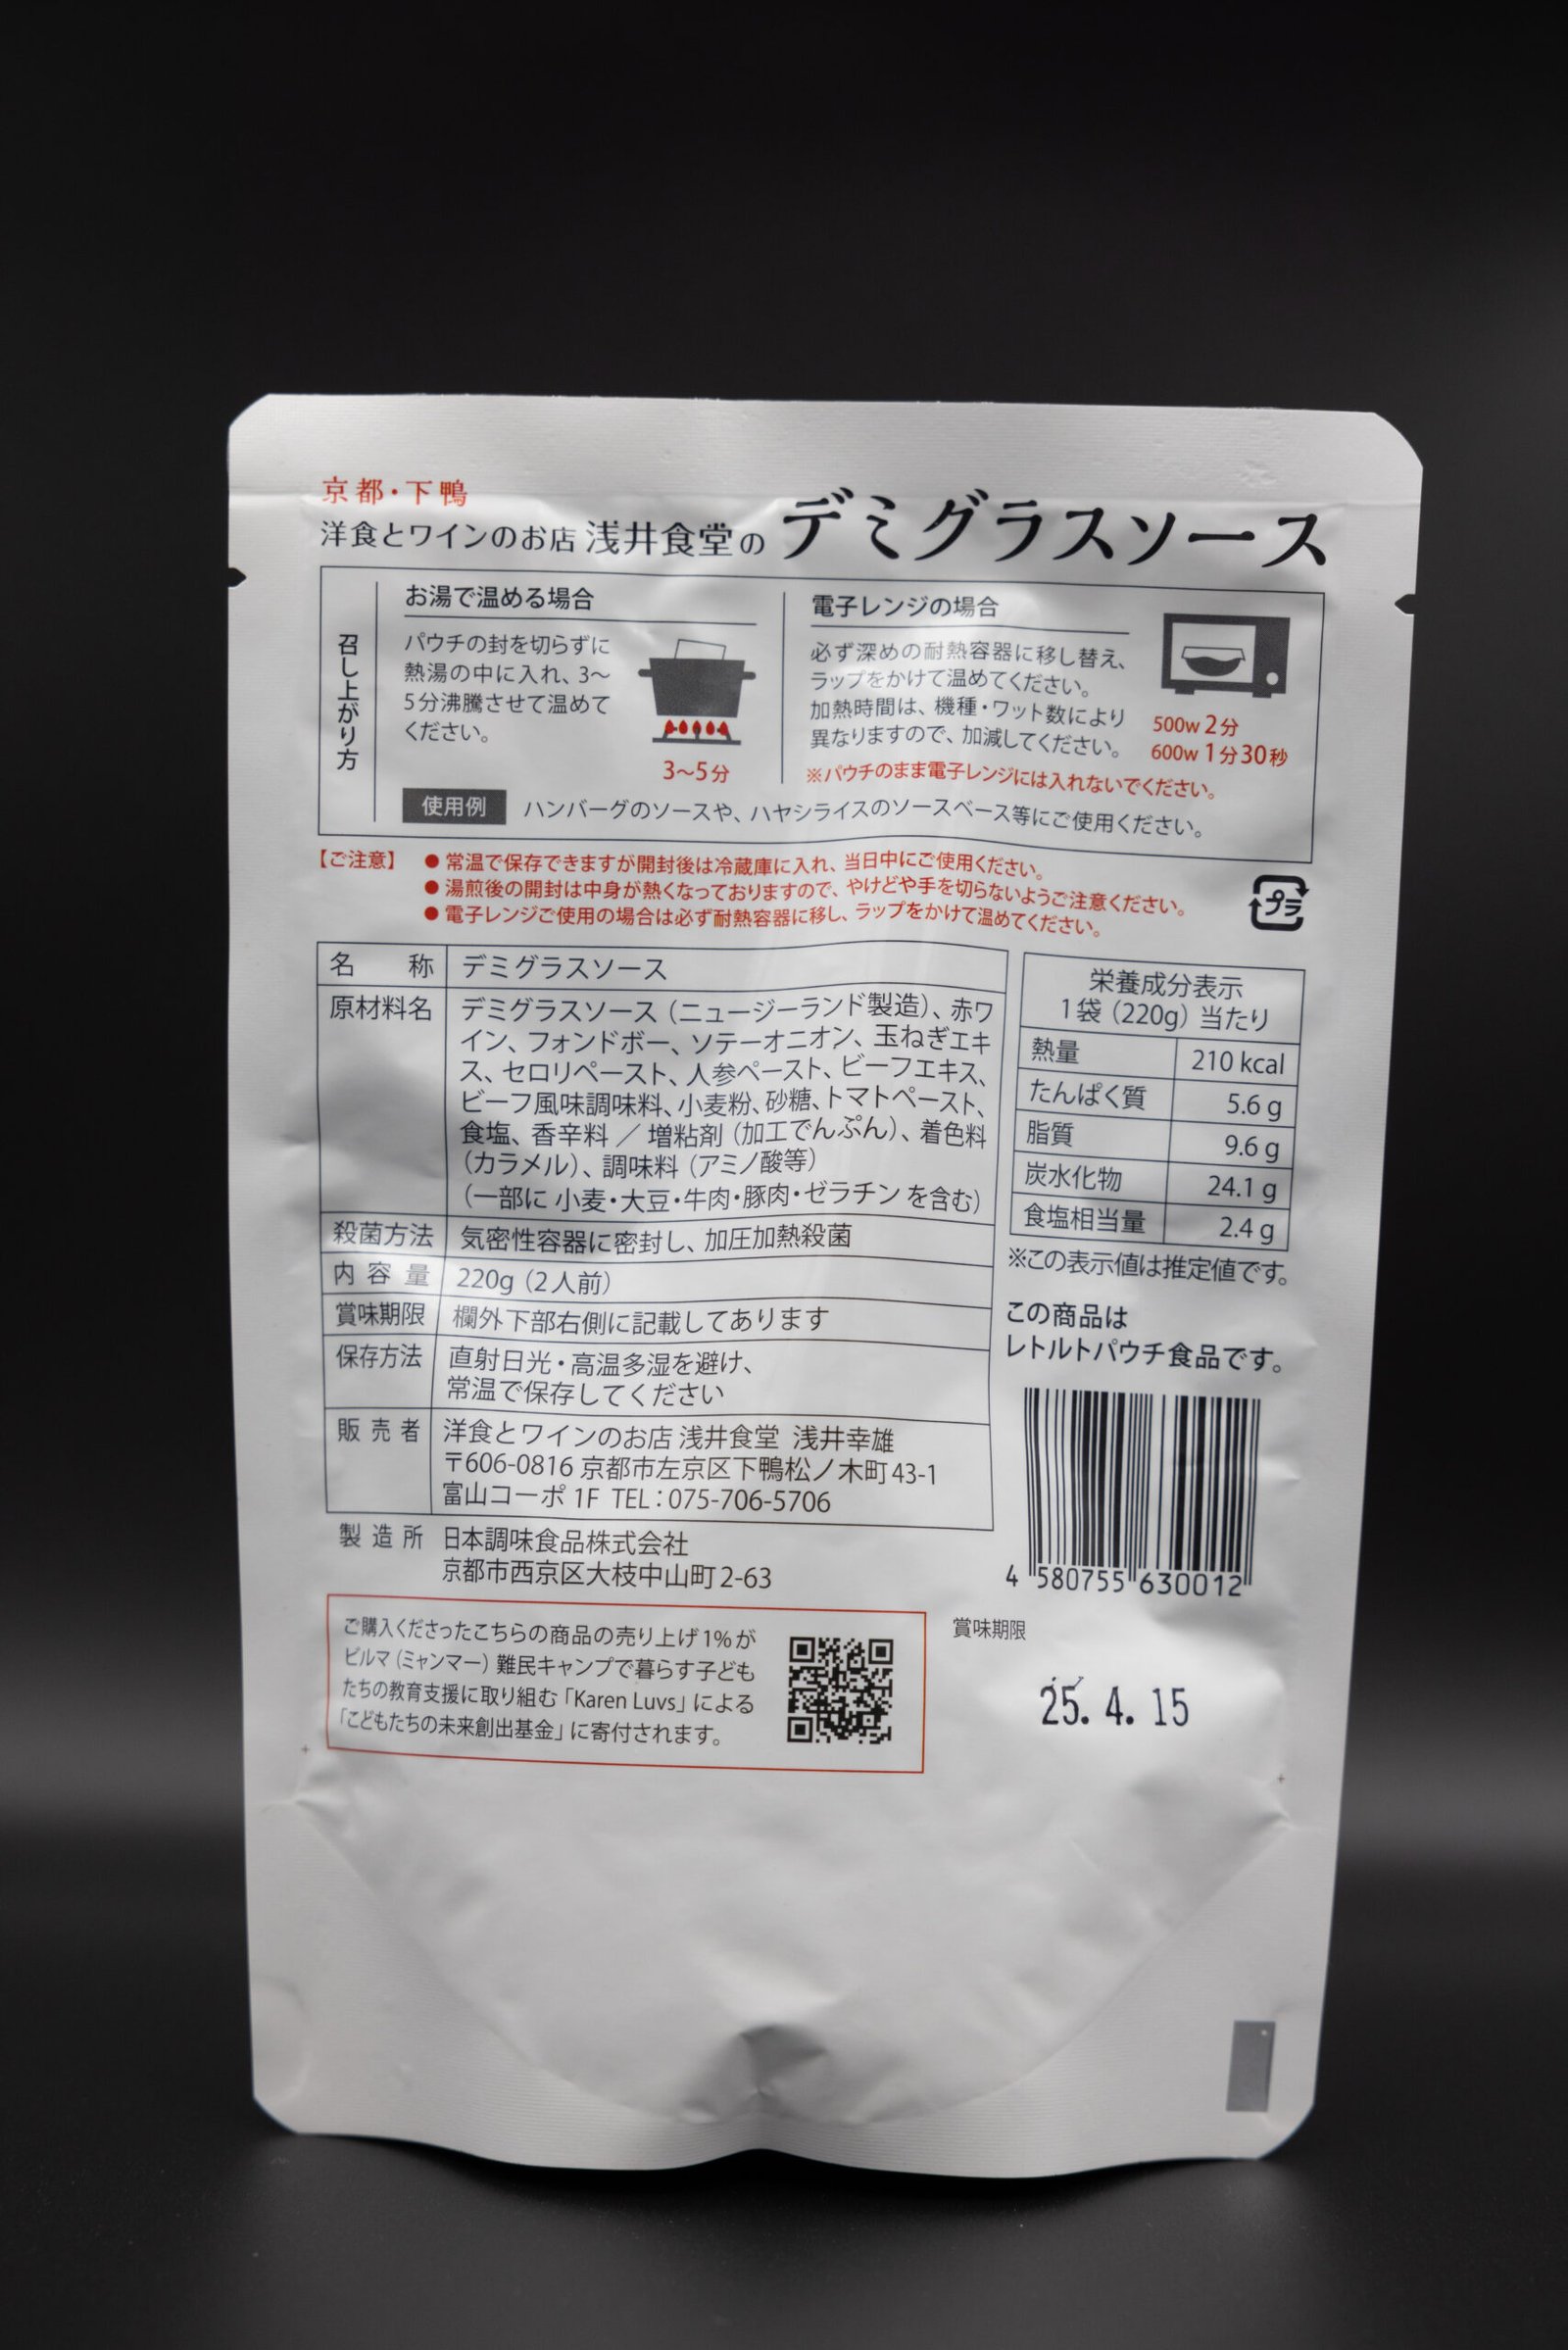 京都・下鴨
洋食とワインのお店 浅井食堂の デミグラスソース
召し上がり方
お湯で温める場合
パウチの封を切らずに
熱湯の中に入れ、3〜
5分沸騰させて温めて
ください。
3〜5分
電子レンジの場合
必ず深めの耐熱容器に移し替え、
ラップをかけて温めてください。
加熱時間は、機種・ワット数により
異なりますので、加減してください。
500w 2分
600w 1分30秒
※パウチのまま電子レンジには入れないでください。
使用例 ハンバーグのソースや、ハヤシライスのソースベース等にご使用ください。
【ご注意】 ● 常温で保存できますが開封後は冷蔵庫に入れ、当日中にご使用ください。
● 湯煎後の開封は中身が熱くなっておりますので、やけどや手を切らないようご注意ください。
● 電子レンジご使用の場合は必ず耐熱容器に移し、ラップをかけて温めてください。
プラ
名称 デミグラスソース
原材料名 デミグラスソース（ニュージーランド製造）、赤ワ
イン、フォンドボー、ソテーオニオン、玉ねぎエキ
ス、セロリペースト、人参ペースト、ビーフエキス、
ビーフ風味調味料、小麦粉、砂糖、トマトペースト、
食塩、香辛料／増粘剤（加工でんぷん）、着色料
（カラメル）、調味料（アミノ酸等）
（一部に 小麦・大豆・牛肉・豚肉・ゼラチン を含む）
殺菌方法 気密性容器に密封し、加圧加熱殺菌
内容量 220g（2人前）
賞味期限 欄外下部右側に記載してあります
保存方法 直射日光・高温多湿を避け、
常温で保存してください
販売者 洋食とワインのお店 浅井食堂 浅井幸雄
〒606-0816 京都市左京区下鴨松ノ木町43-1
富山コーポ 1F TEL：075-706-5706
製造所 日本調味食品株式会社
京都市西京区大枝中山町2-63
栄養成分表示
1袋（220g）当たり
熱量 210 kcal
たんぱく質 5.6 g
脂質 9.6 g
炭水化物 24.1 g
食塩相当量 2.4 g
※この表示値は推定値です。
この商品は
レトルトパウチ食品です。
4 580755 630012
ご購入くださったこちらの商品の売り上げ1%が
ビルマ（ミャンマー）難民キャンプで暮らす子ども
たちの教育支援に取り組む「Karen Luvs」による
「こどもたちの未来創出基金」に寄付されます。
賞味期限
25. 4. 15